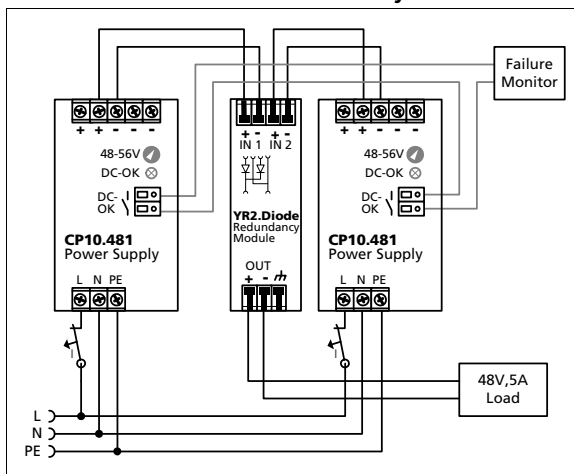 Failure
Monitor
+ + - - -
+ - + -
IN 1 IN 2
+ + - - -
48-56V
DC-OK
DC-
OK
CP10.481
Power Supply
L N PE
YR2.Diode
Redundancy
Module
OUT
+ -
48-56V
DC-OK
DC-
OK
CP10.481
Power Supply
L N PE
I
I
48V,5A
Load
L
N
PE